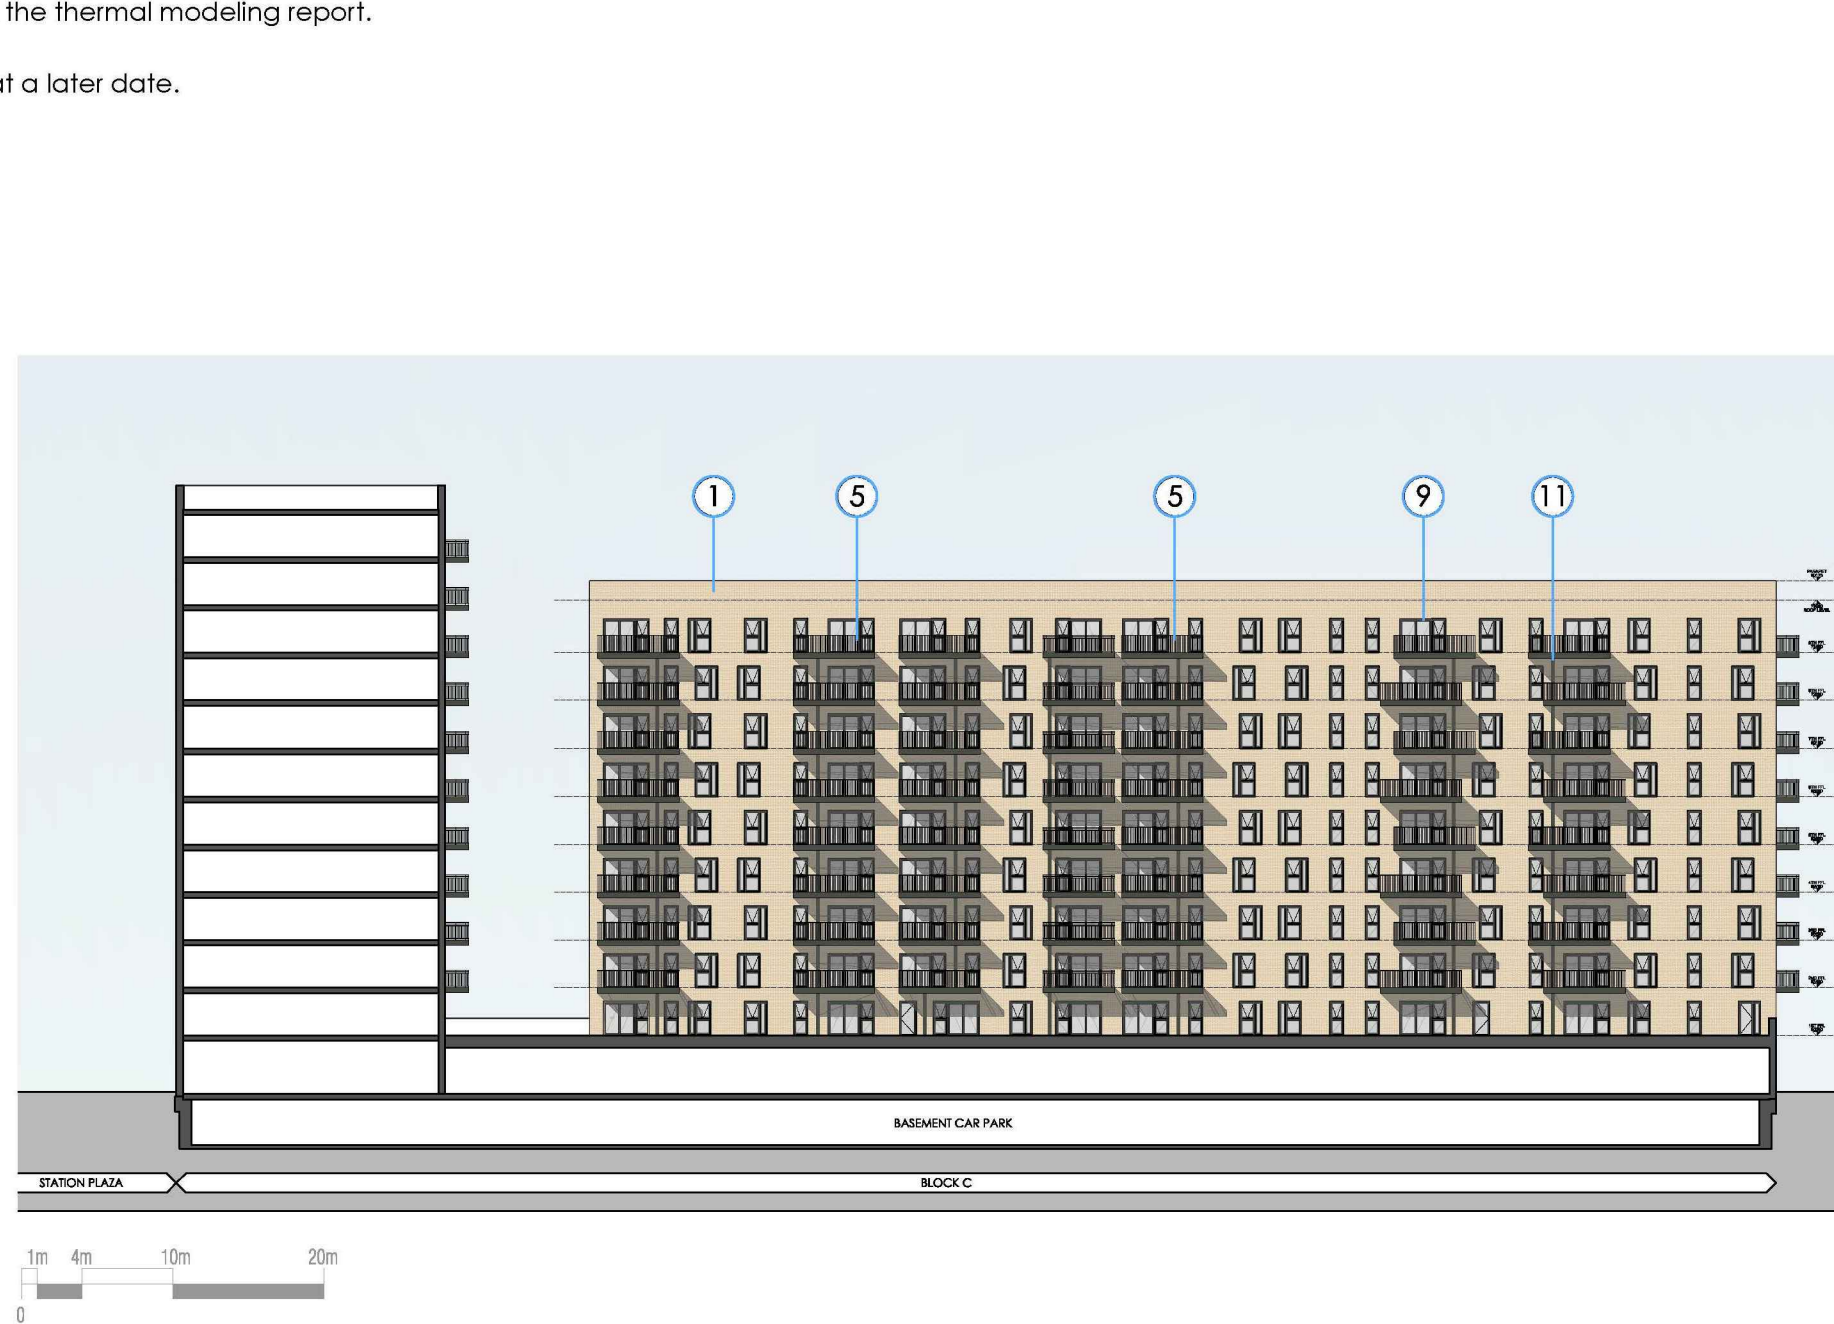 the thermal modeling report.
at a later date.
1 5 5 9 11
BASEMENT CAR PARK
STATION PLAZA
BLOCK C
1m 4m 10m 20m
0